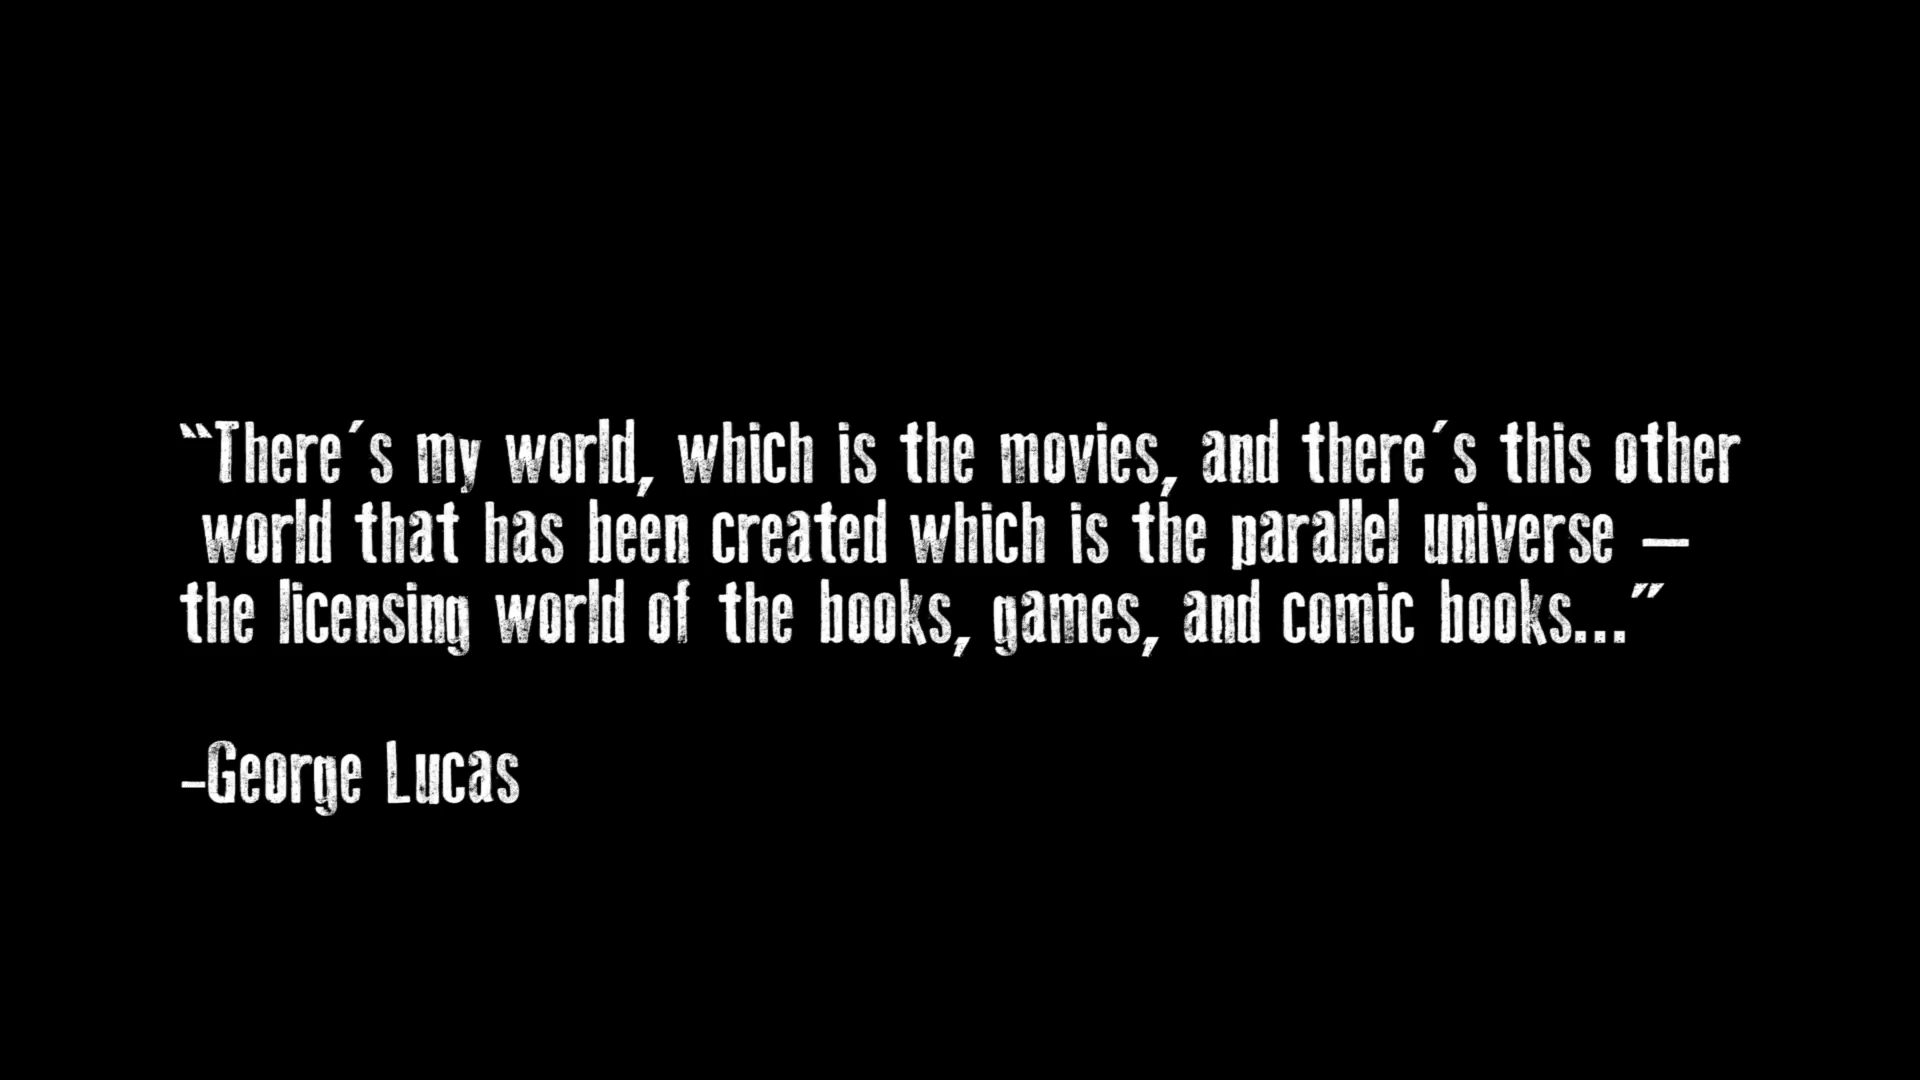 “There´s my world, which is the movies, and there´s this other
world that has been created which is the parallel universe –
the licensing world of the books, games, and comic books...”
-George Lucas